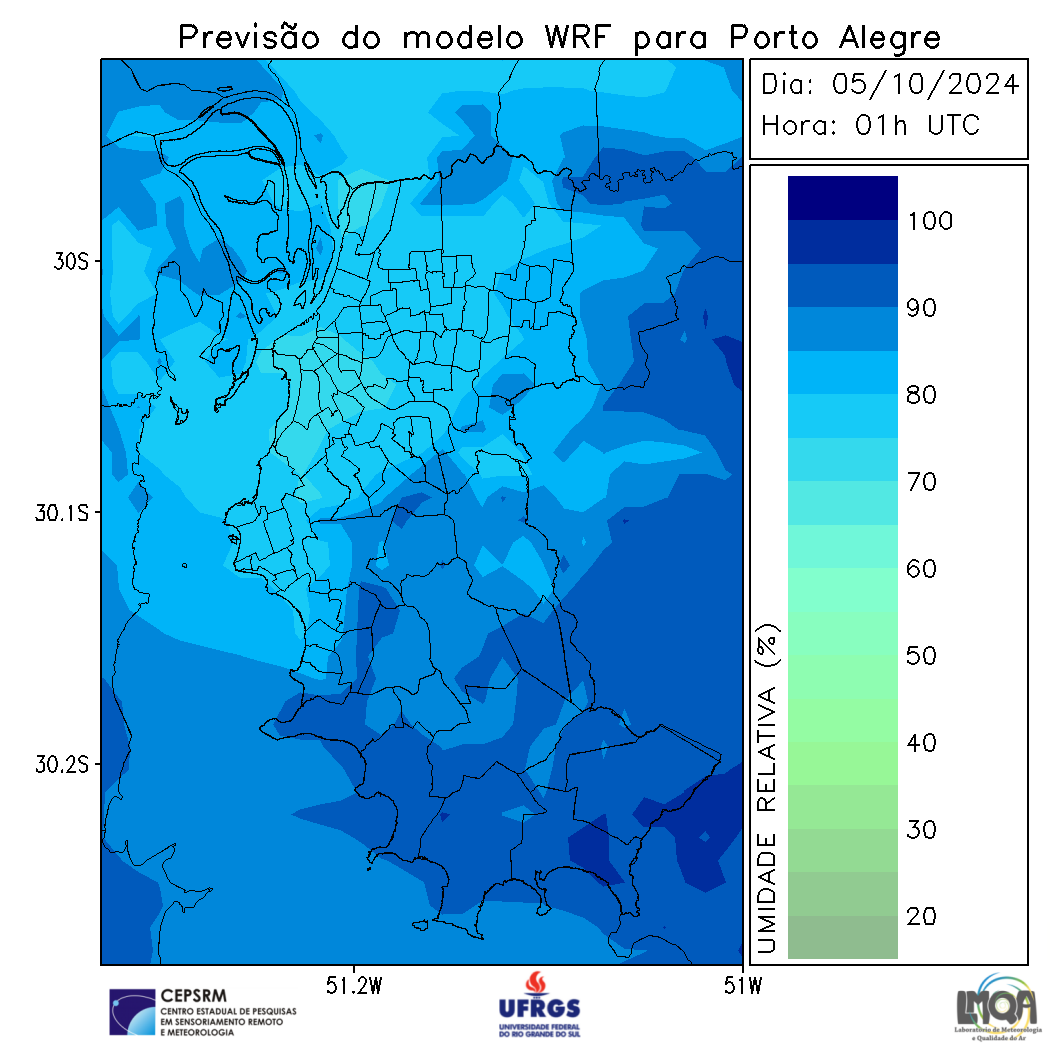 Previsão do modelo WRF para Porto Alegre
Dia: 05/10/2024
Hora: 01h UTC
30S
30.1S
30.2S
51.2W
51W
UMIDADE RELATIVA (%)
100
90
80
70
60
50
40
30
20
CEPSRM
CENTRO ESTADUAL DE PESQUISAS
EM SENSORIAMENTO REMOTO
E METEOROLOGIA
UFRGS
UNIVERSIDADE FEDERAL
DO RIO GRANDE DO SUL
LMQA
Laboratório de Meteorologia
e Qualidade do Ar